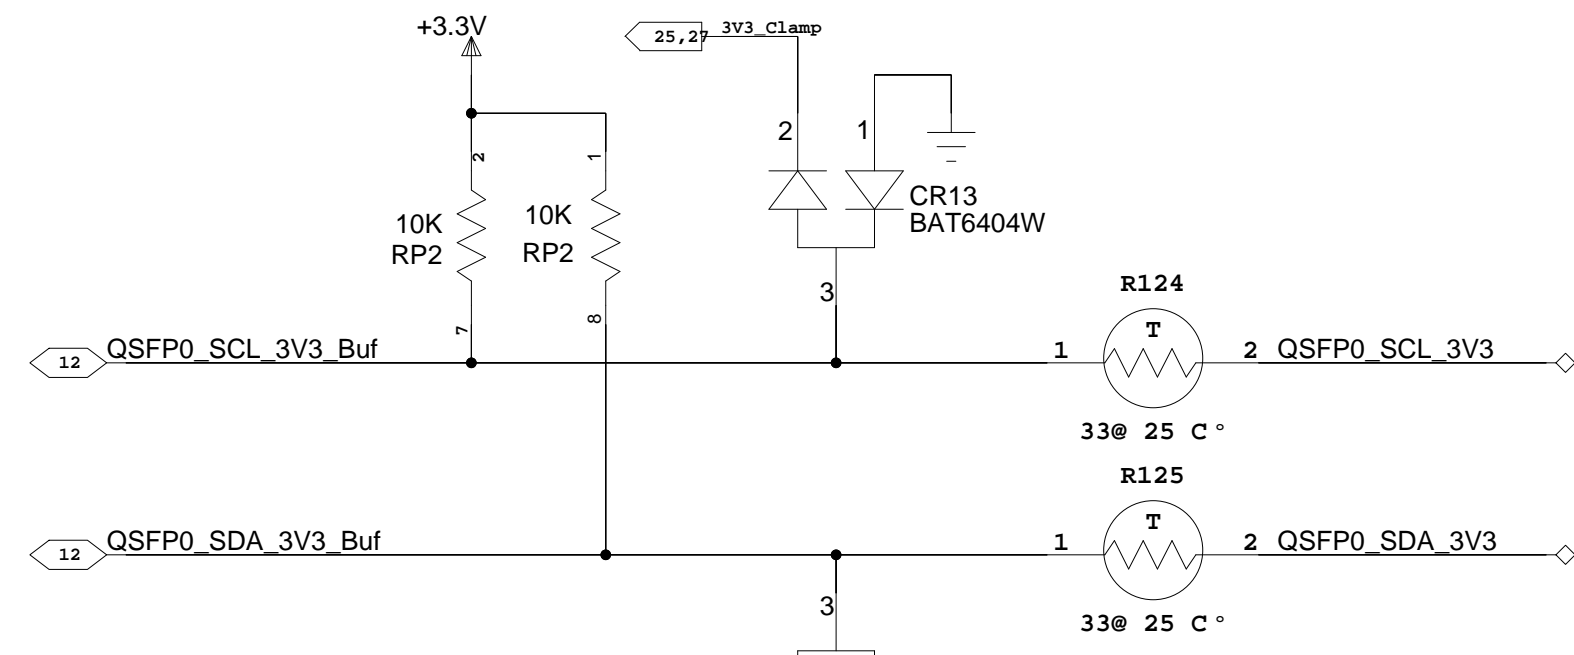 +3.3V
25,27
3V3_Clamp
2
1
2
1
10K
RP2
10K
RP2
CR13
BAT6404W
7
8
3
R124
T
12
QSFP0_SCL_3V3_Buf
1
2
QSFP0_SCL_3V3
33@ 25 C°
R125
T
12
QSFP0_SDA_3V3_Buf
1
2
QSFP0_SDA_3V3
3
33@ 25 C°